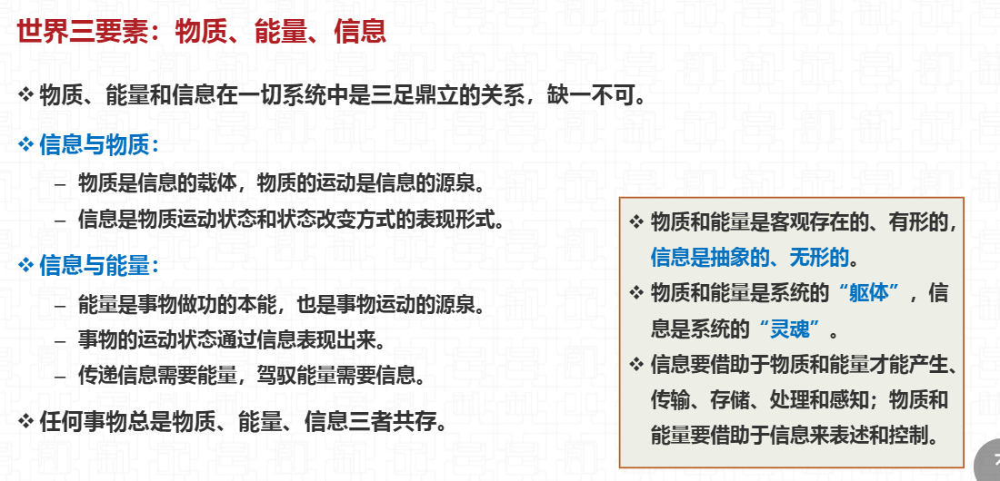 世界三要素：物质、能量、信息
❖ 物质、能量和信息在一切系统中是三足鼎立的关系，缺一不可。
❖ 信息与物质：
– 物质是信息的载体，物质的运动是信息的源泉。
– 信息是物质运动状态和状态改变方式的表现形式。
❖ 信息与能量：
– 能量是事物做功的本能，也是事物运动的源泉。
– 事物的运动状态通过信息表现出来。
– 传递信息需要能量，驾驭能量需要信息。
❖ 任何事物总是物质、能量、信息三者共存。
❖ 物质和能量是客观存在的、有形的，
信息是抽象的、无形的。
❖ 物质和能量是系统的“躯体”，信
息是系统的“灵魂”。
❖ 信息要借助于物质和能量才能产生、
传输、存储、处理和感知；物质和
能量要借助于信息来表述和控制。